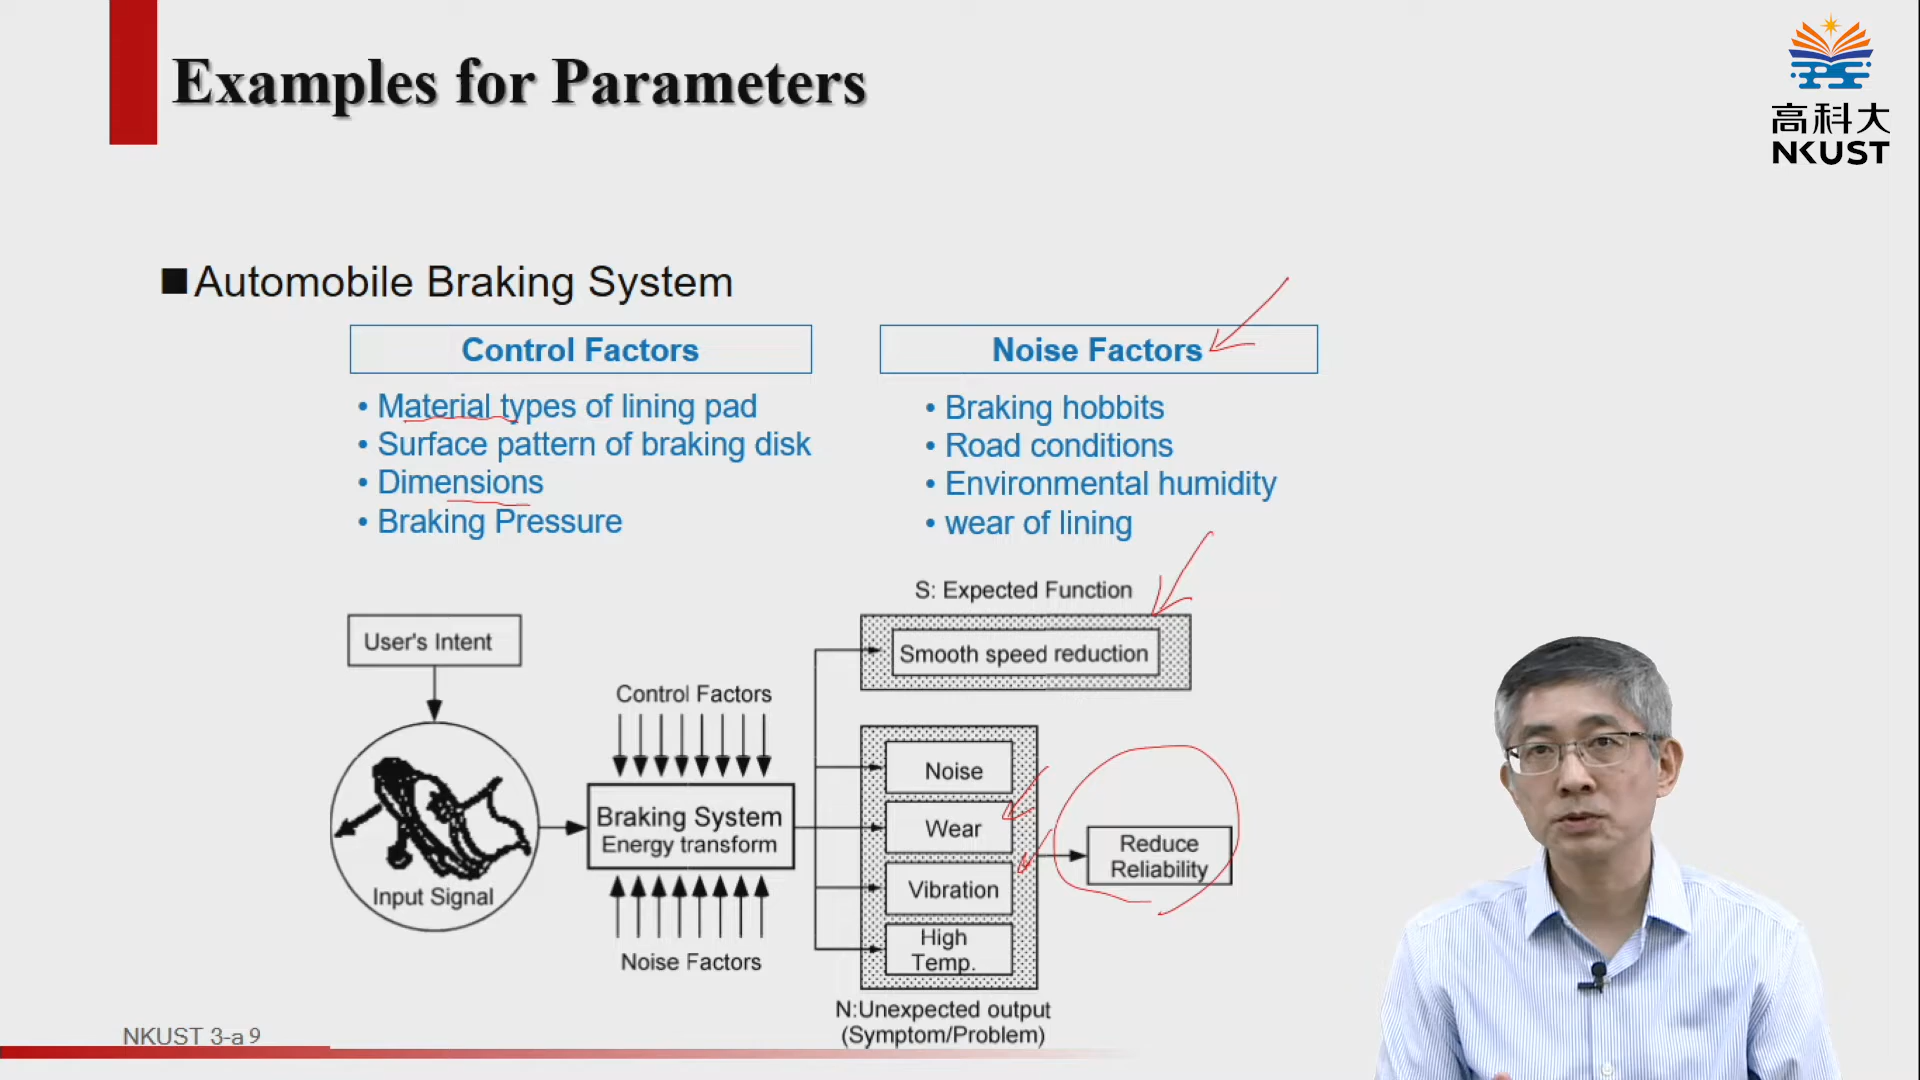 Examples for Parameters
高科大
NKUST
■Automobile Braking System
Control Factors
• Material types of lining pad
• Surface pattern of braking disk
• Dimensions
• Braking Pressure
Noise Factors
• Braking hobbits
• Road conditions
• Environmental humidity
• wear of lining
S: Expected Function
Smooth speed reduction
User's Intent
Control Factors
Input Signal
Braking System
Energy transform
Noise Factors
Noise
Wear
Vibration
High
Temp.
Reduce
Reliability
N:Unexpected output
(Symptom/Problem)
NKUST 3-a 9